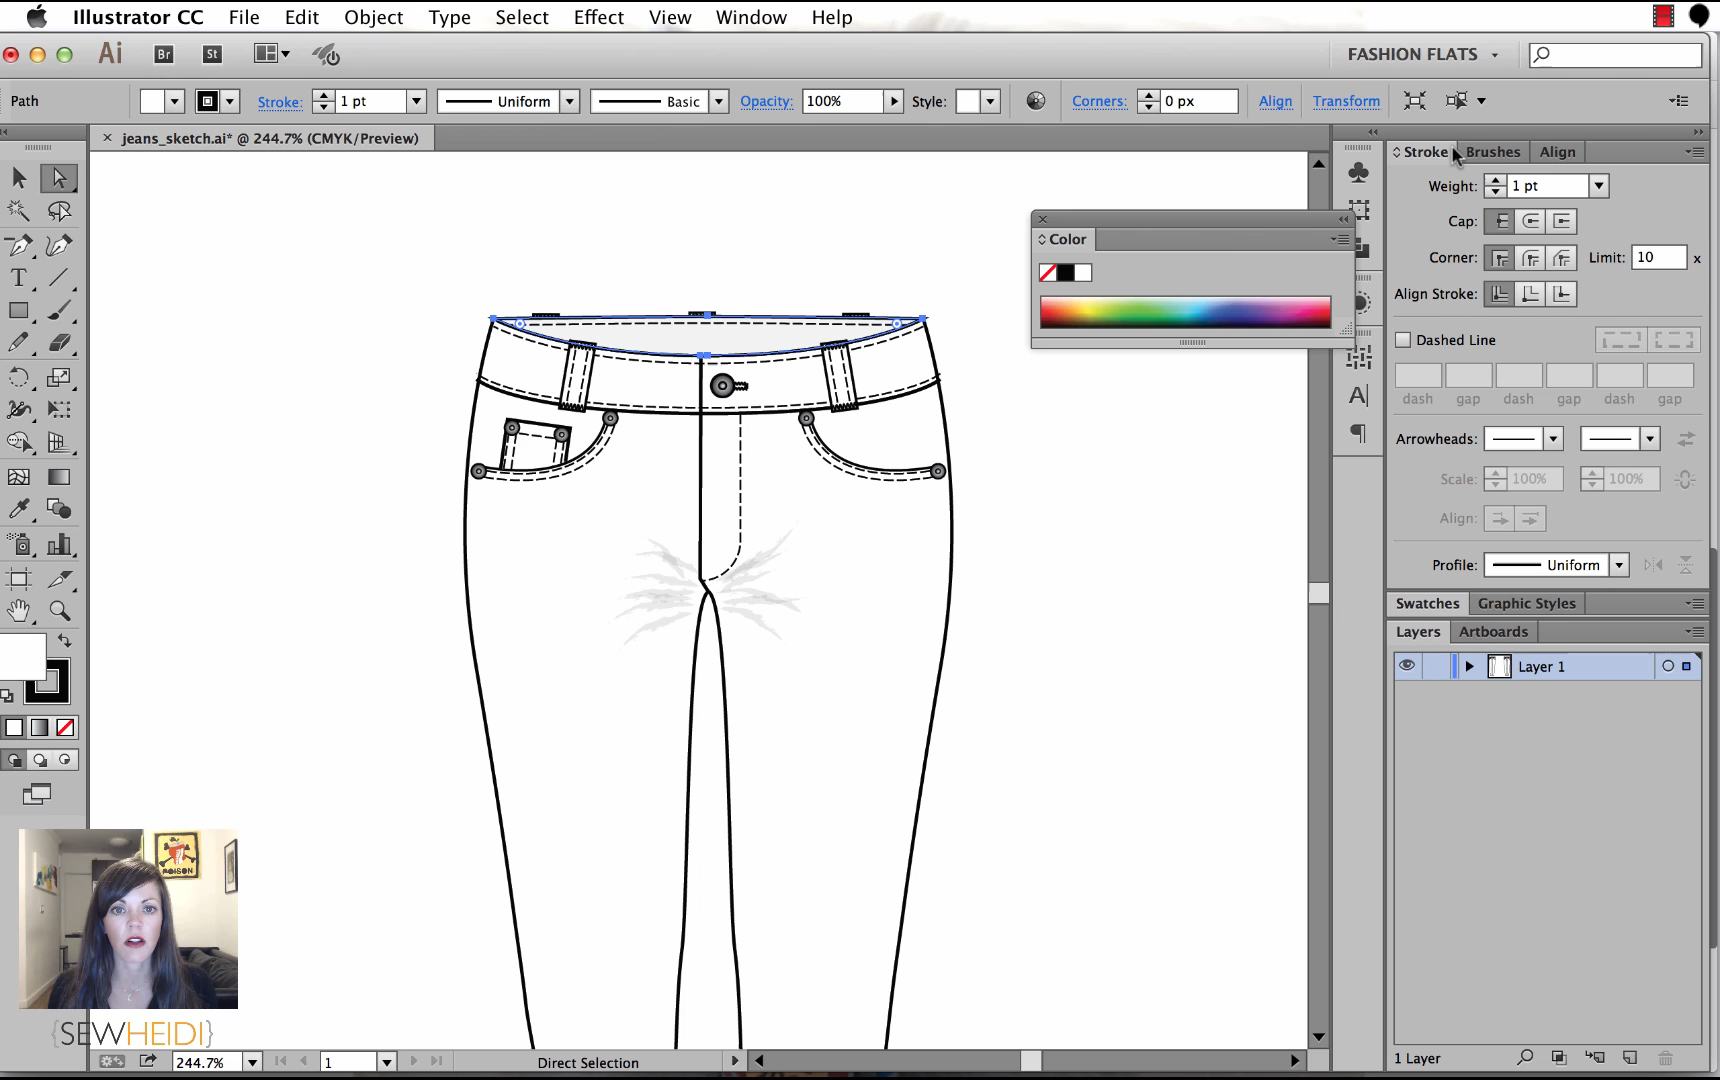 Illustrator CC File Edit Object Type Select Effect View Window Help
Ai Br St FASHION FLATS
Path Stroke: 1 pt Uniform Basic Opacity: 100% Style: Corners: 0 px Align Transform
× jeans_sketch.ai* @ 244.7% (CMYK/Preview)
Stroke Brushes Align
Weight: 1 pt
Cap:
Corner: Limit: 10 x
Align Stroke:
Dashed Line
dash gap dash gap dash gap
Arrowheads:
Scale: 100% 100%
Align:
Profile: Uniform
Color
T
A
Swatches Graphic Styles
Layers Artboards
Layer 1
POISON
{SEWHEIDI}
244.7% 1 Direct Selection
1 Layer